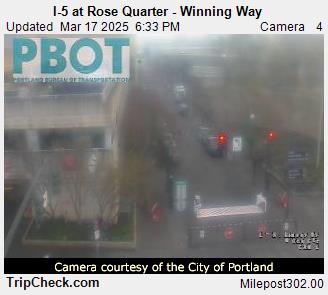 I-5 at Rose Quarter - Winning Way
Updated Mar 17 2025 6:33 PM Camera 4
PBOT
PORTLAND BUREAU OF TRANSPORTATION
Camera courtesy of the City of Portland
TripCheck.com Milepost302.00